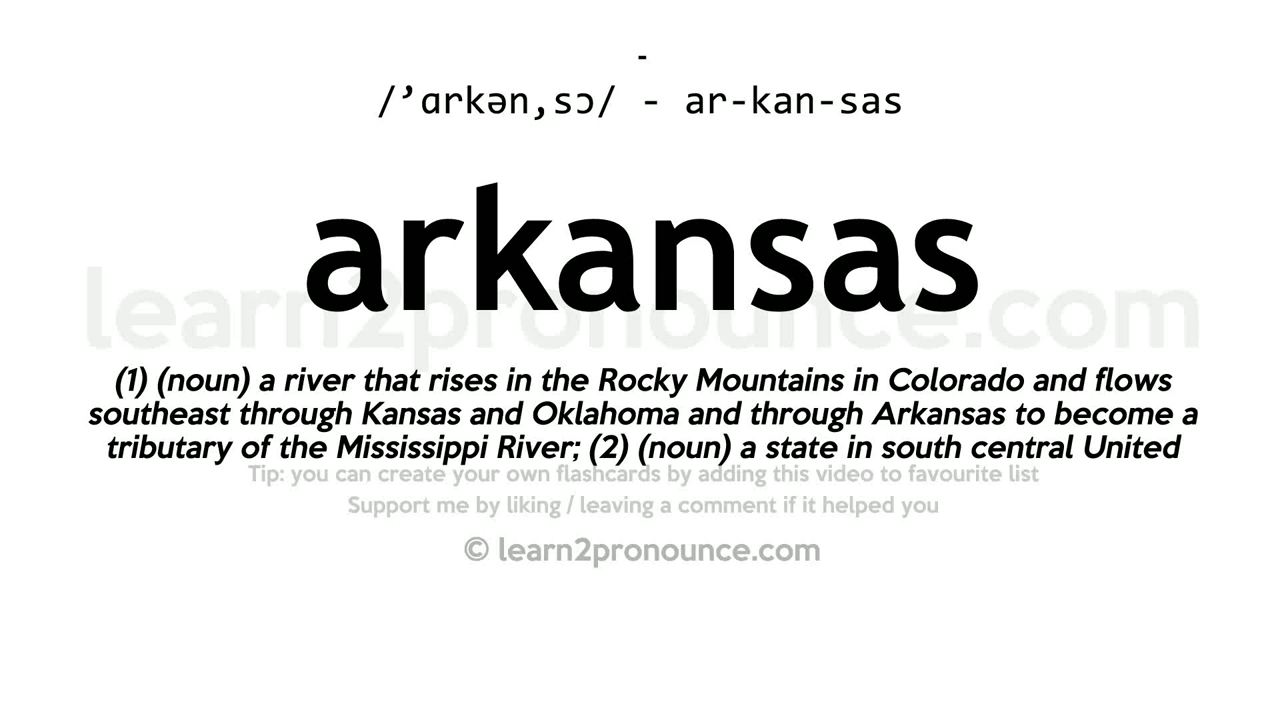 -
/’ɑrkən,sɔ/ - ar-kan-sas
arkansas
learn2pronounce.com
(1) (noun) a river that rises in the Rocky Mountains in Colorado and flows
southeast through Kansas and Oklahoma and through Arkansas to become a
tributary of the Mississippi River; (2) (noun) a state in south central United
Tip: you can create your own flashcards by adding this video to favourite list
Support me by liking / leaving a comment if it helped you
© learn2pronounce.com